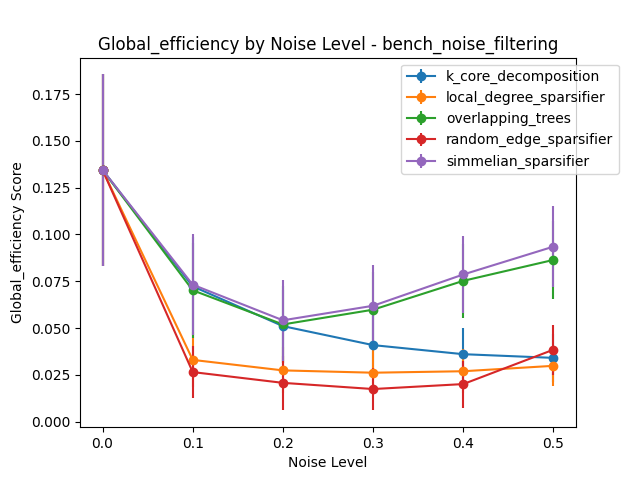 Global_efficiency by Noise Level - bench_noise_filtering
k_core_decomposition
local_degree_sparsifier
overlapping_trees
random_edge_sparsifier
simmelian_sparsifier
Global_efficiency Score
0.175
0.150
0.125
0.100
0.075
0.050
0.025
0.000
0.0 0.1 0.2 0.3 0.4 0.5
Noise Level